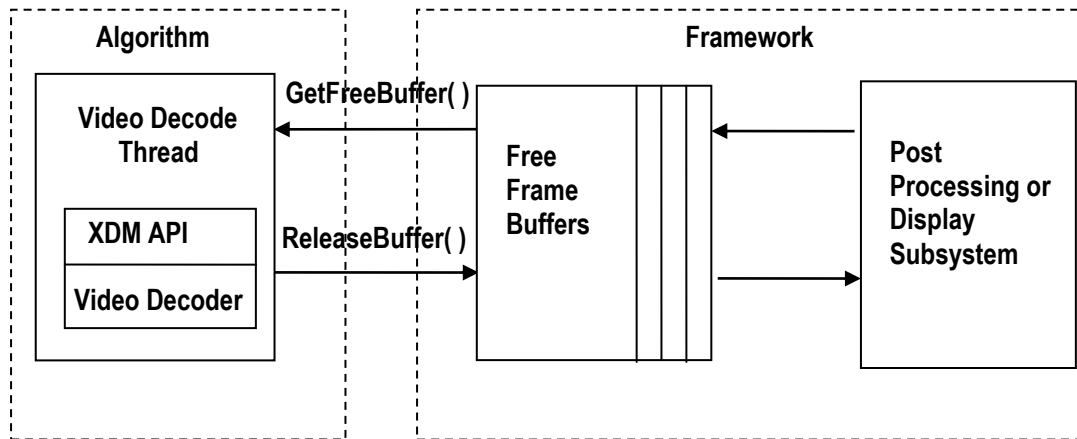 Algorithm
Framework
GetFreeBuffer( )
Video Decode
Thread
XDM API
Video Decoder
ReleaseBuffer( )
Free
Frame
Buffers
Post
Processing or
Display
Subsystem